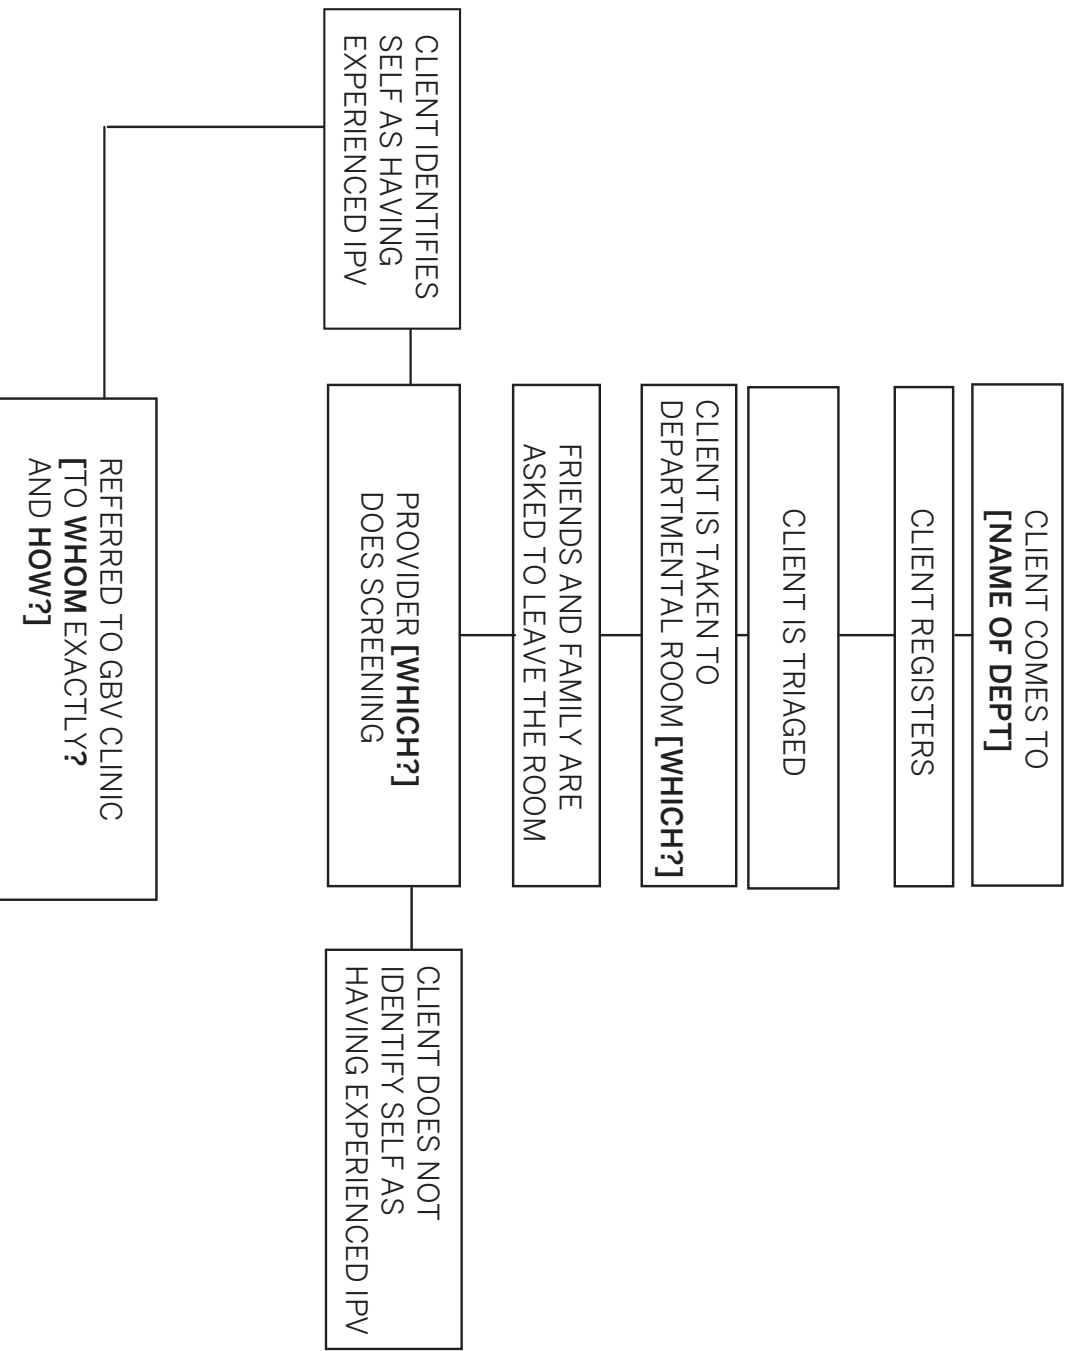 CLIENT COMES TO
[NAME OF DEPT]
CLIENT REGISTERS
CLIENT IS TRIAGED
CLIENT IS TAKEN TO
DEPARTMENTAL ROOM [WHICH?]
FRIENDS AND FAMILY ARE
ASKED TO LEAVE THE ROOM
CLIENT IDENTIFIES
SELF AS HAVING
EXPERIENCED IPV
PROVIDER [WHICH?]
DOES SCREENING
CLIENT DOES NOT
IDENTIFY SELF AS
HAVING EXPERIENCED IPV
REFERRED TO GBV CLINIC
[TO WHOM EXACTLY?
AND HOW?]